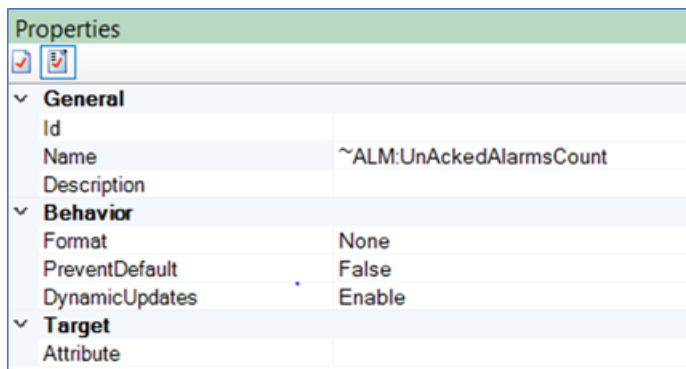 Properties
General
Id
Name ~ALM:UnAckedAlarmsCount
Description
Behavior
Format None
PreventDefault False
DynamicUpdates Enable
Target
Attribute